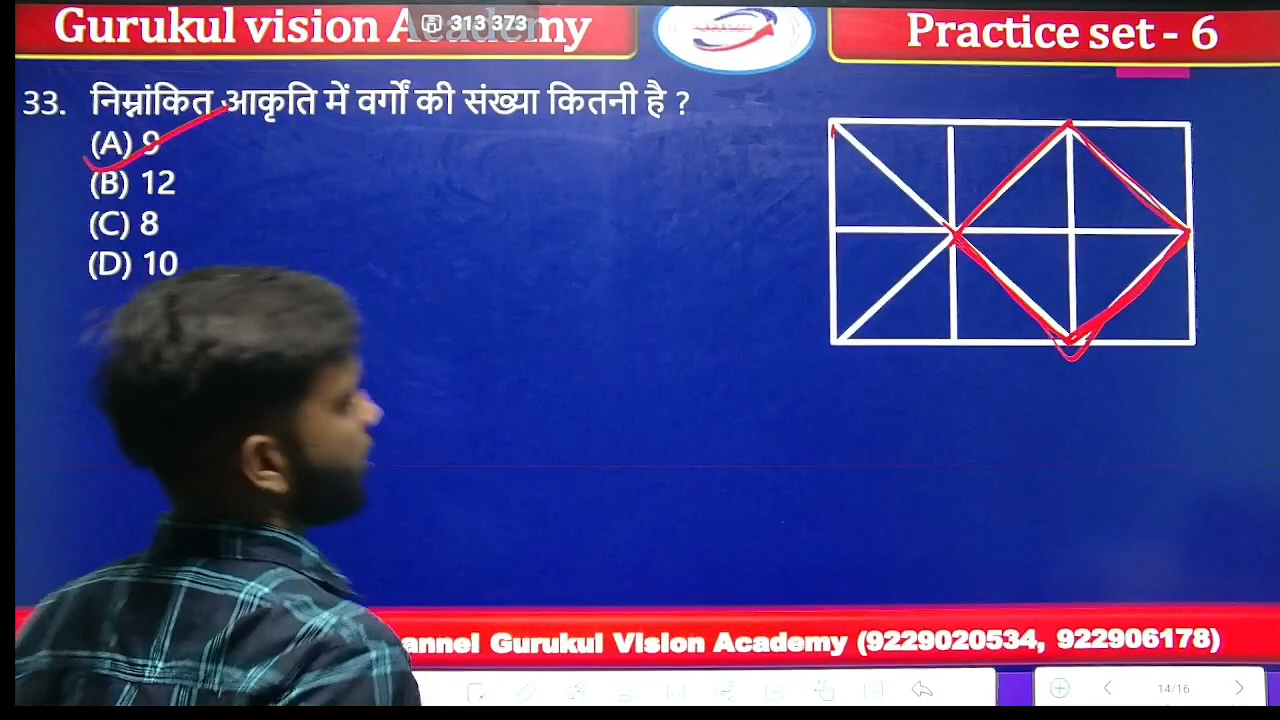 Gurukul vision Academy
313 373
Practice set - 6
33. निम्नांकित आकृति में वर्गों की संख्या कितनी है ?
(A) 9
(B) 12
(C) 8
(D) 10
annel Gurukul Vision Academy (9229020534, 922906178)
14/16